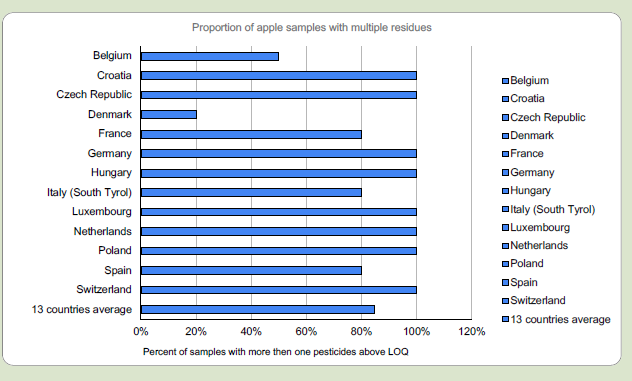 Proportion of apple samples with multiple residues
Belgium
Croatia
Czech Republic
Denmark
France
Germany
Hungary
Italy (South Tyrol)
Luxembourg
Netherlands
Poland
Spain
Switzerland
13 countries average
0% 20% 40% 60% 80% 100% 120%
Percent of samples with more then one pesticides above LOQ
Belgium
Croatia
Czech Republic
Denmark
France
Germany
Hungary
Italy (South Tyrol)
Luxembourg
Netherlands
Poland
Spain
Switzerland
13 countries average